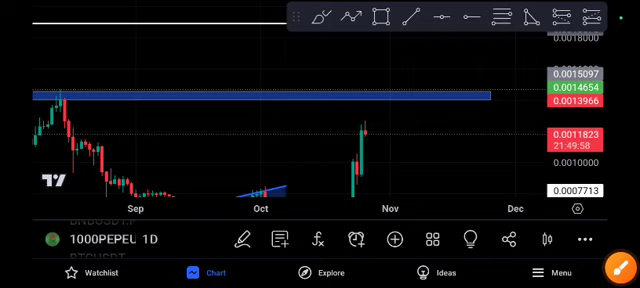 0.0018000
0.0015097
0.0014654
0.0013966
0.0011823
21:49:58
0.0010000
0.0007713
Sep Oct Nov Dec
1000PEPEU 1D
Watchlist Chart Explore Ideas Menu